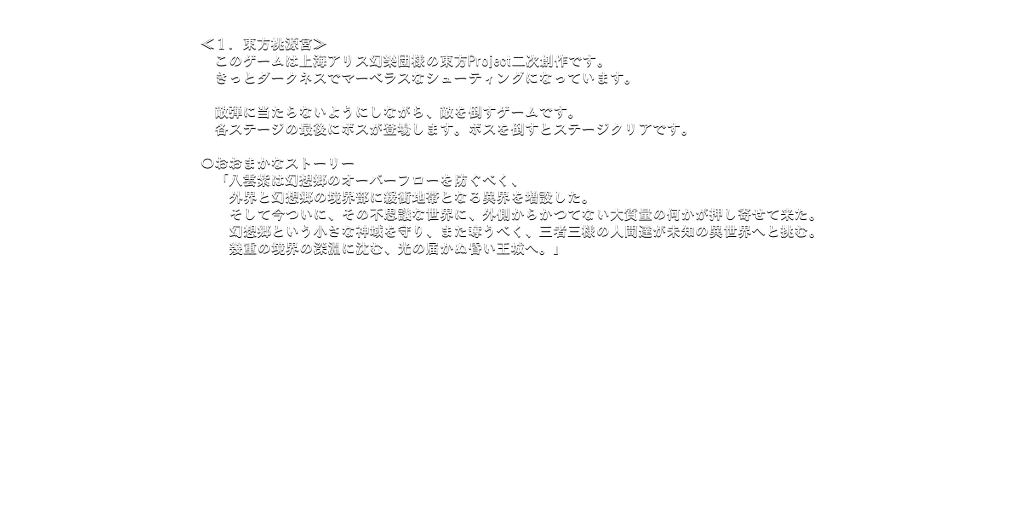 ＜１．東方桃源宮＞
このゲームは上海アリス幻樂団様の東方Project二次創作です。
きっとダークネスでマーベラスなシューティングになっています。
敵弾に当たらないようにしながら、敵を倒すゲームです。
各ステージの最後にボスが登場します。ボスを倒すとステージクリアです。
○おおまかなストーリー
「八雲紫は幻想郷のオーバーフローを防ぐべく、
外界と幻想郷の境界部に緩衝地帯となる異界を増設した。
そして今ついに、その不思議な世界に、外側からかつてない大質量の何かが押し寄せて来た。
幻想郷という小さな神域を守り、また奪うべく、三者三様の人間達が未知の異世界へと挑む。
幾重の境界の深淵に沈む、光の届かぬ昏い王城へ。」